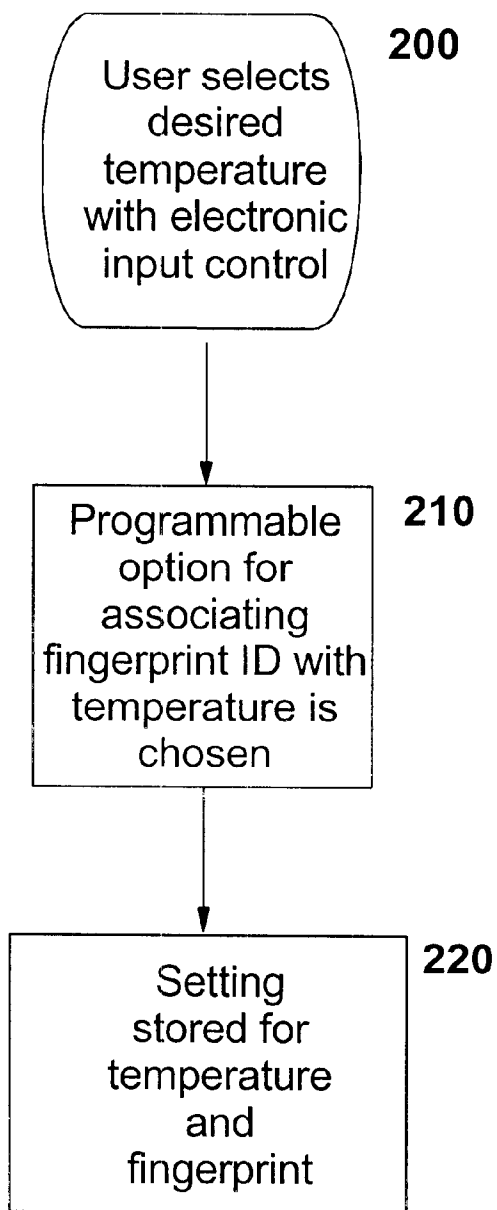 200
User selects
desired
temperature
with electronic
input control
210
Programmable
option for
associating
fingerprint ID with
temperature is
chosen
220
Setting
stored for
temperature
and
fingerprint